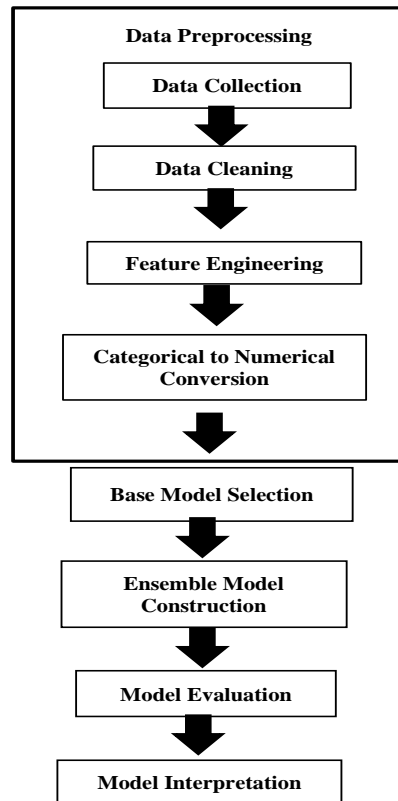 Data Preprocessing
Data Collection
Data Cleaning
Feature Engineering
Categorical to Numerical
Conversion
Base Model Selection
Ensemble Model
Construction
Model Evaluation
Model Interpretation